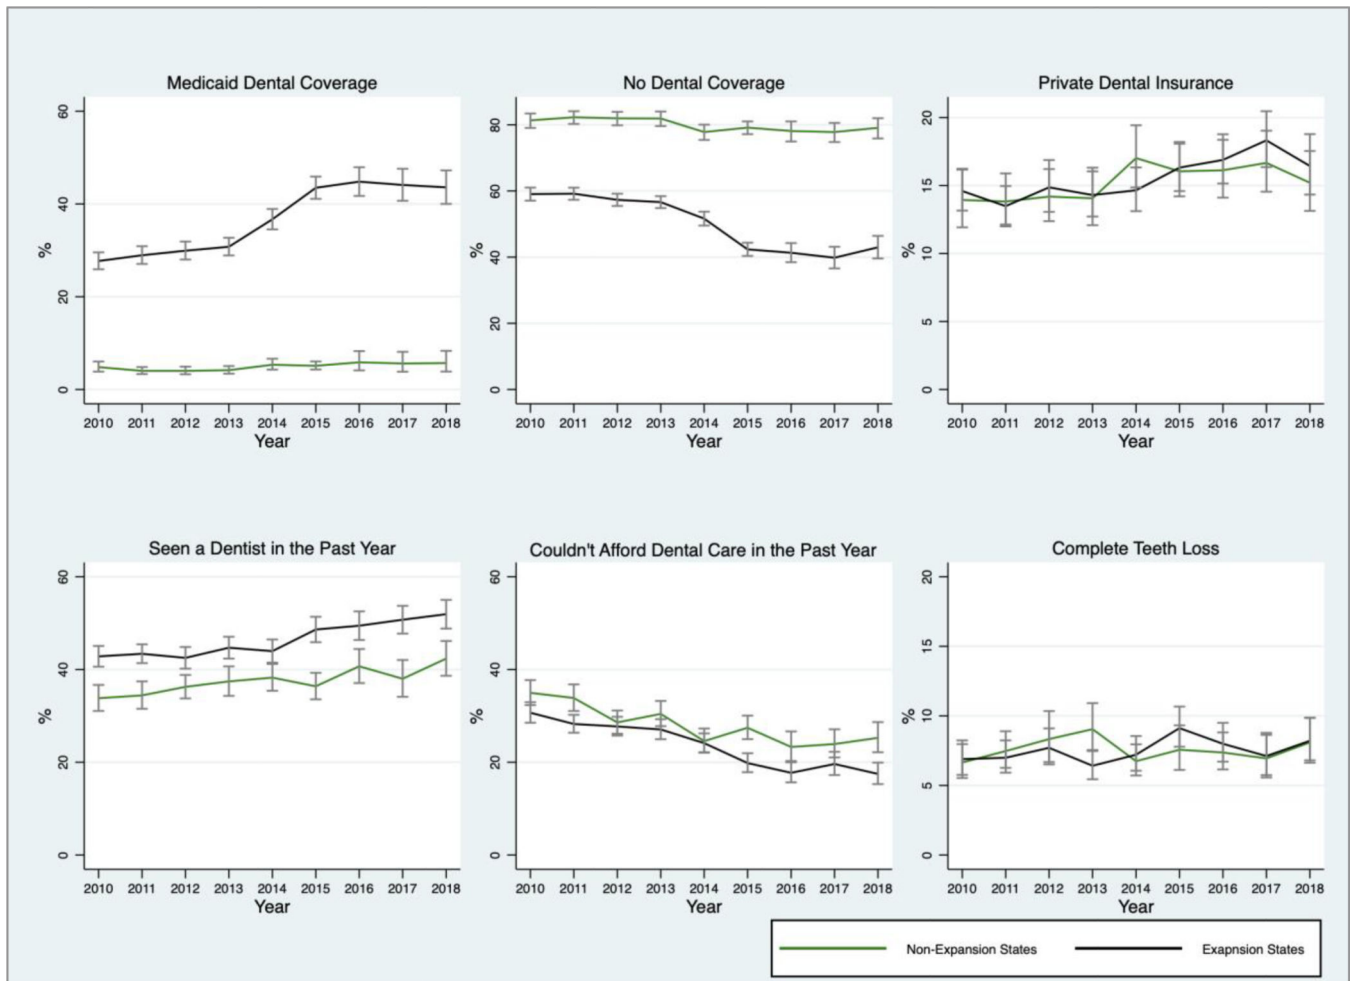 Medicaid Dental Coverage
60
40
20
0
%
2010 2011 2012 2013 2014 2015 2016 2017 2018
Year
No Dental Coverage
80
60
40
20
0
%
2010 2011 2012 2013 2014 2015 2016 2017 2018
Year
Private Dental Insurance
20
15
10
5
0
%
2010 2011 2012 2013 2014 2015 2016 2017 2018
Year
Seen a Dentist in the Past Year
60
40
20
0
%
2010 2011 2012 2013 2014 2015 2016 2017 2018
Year
Couldn't Afford Dental Care in the Past Year
60
40
20
0
%
2010 2011 2012 2013 2014 2015 2016 2017 2018
Year
Complete Teeth Loss
20
15
10
5
0
%
2010 2011 2012 2013 2014 2015 2016 2017 2018
Year
Non-Expansion States Exapnsion States